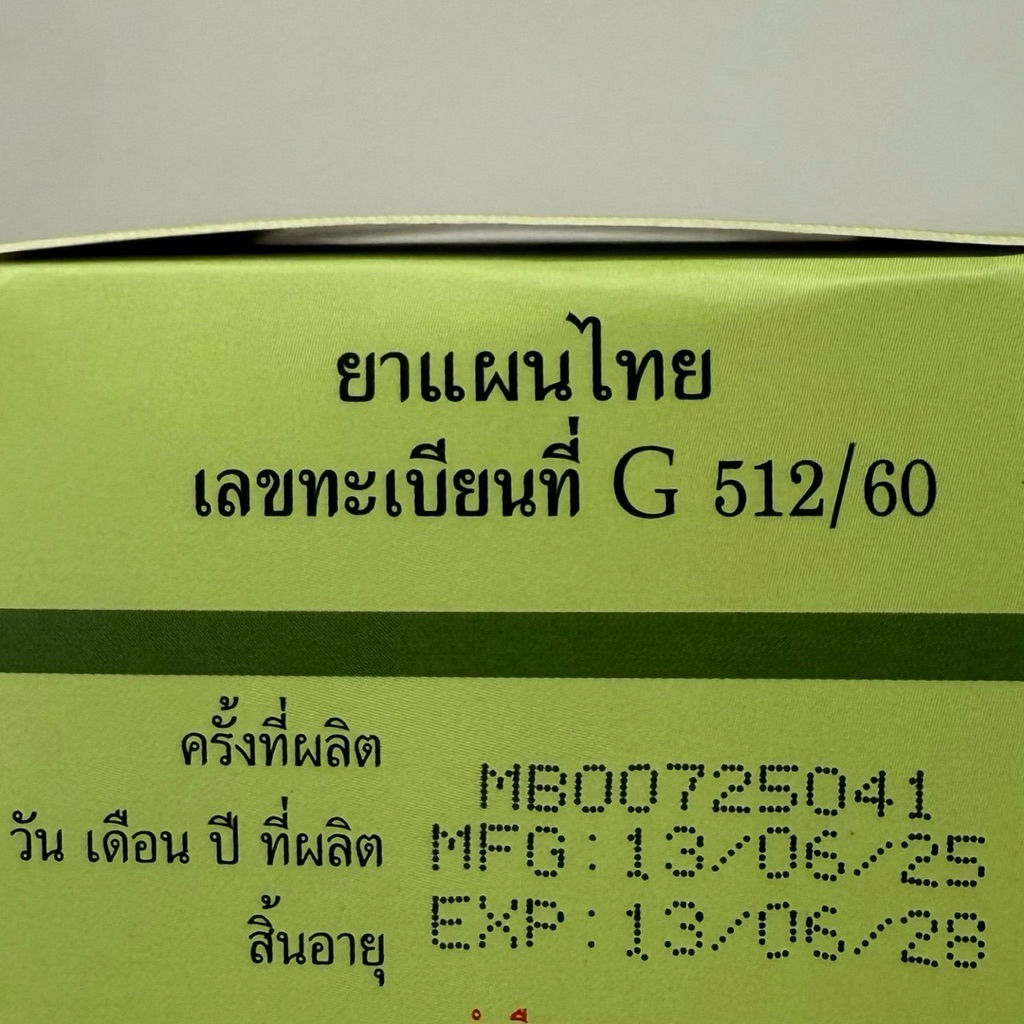 ยาแผนไทย
เลขทะเบียนที่ G 512/60
ครั้งที่ผลิต MB00725041
วัน เดือน ปี ที่ผลิต MFG:13/06/25
สิ้นอายุ EXP:13/06/28